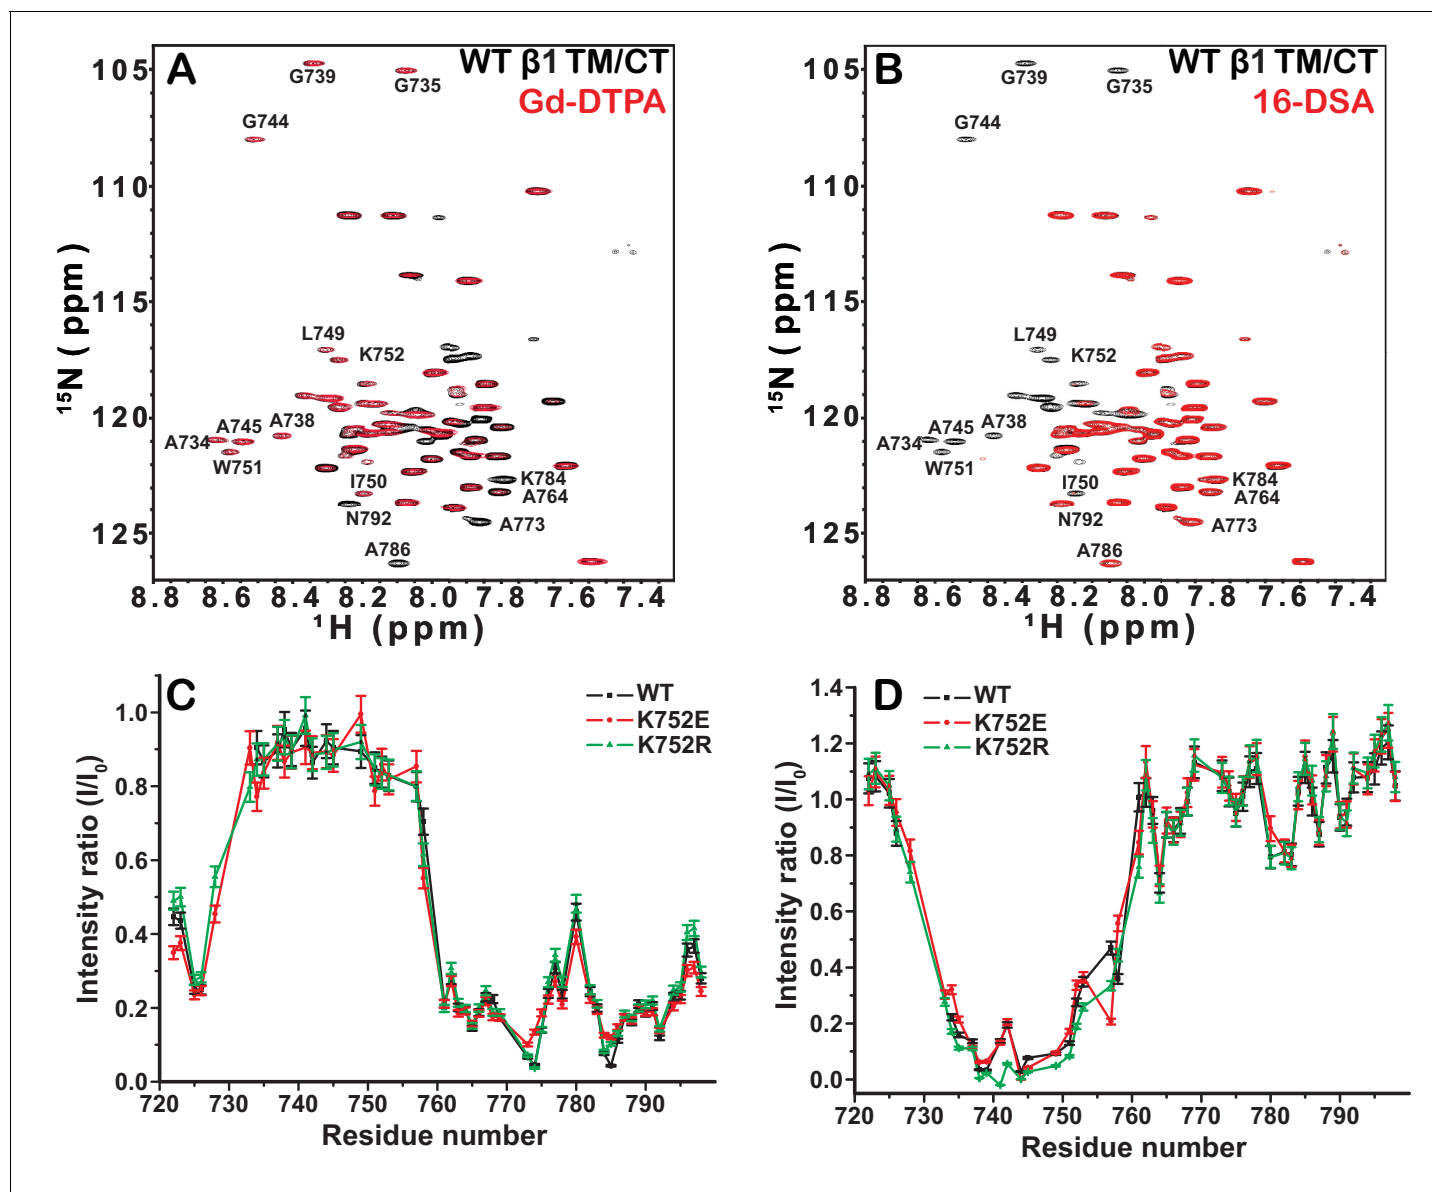 A
WT β1 TM/CT
Gd-DTPA
G739
G735
G744
L749
K752
A745
A738
A734
W751
I750
K784
A764
N792
A773
A786
105
110
115
120
125
15N ( ppm )
8.8 8.6 8.4 8.2 8.0 7.8 7.6 7.4
1H (ppm)
B
WT β1 TM/CT
16-DSA
G739
G735
G744
L749
K752
A745
A738
A734
W751
I750
K784
A764
N792
A773
A786
105
110
115
120
125
15N ( ppm )
8.8 8.6 8.4 8.2 8.0 7.8 7.6 7.4
1H (ppm)
C
WT
K752E
K752R
1.0
0.8
0.6
0.4
0.2
0.0
Intensity ratio (I/I0)
720 730 740 750 760 770 780 790
Residue number
D
WT
K752E
K752R
1.4
1.2
1.0
0.8
0.6
0.4
0.2
0.0
Intensity ratio (I/I0)
720 730 740 750 760 770 780 790
Residue number